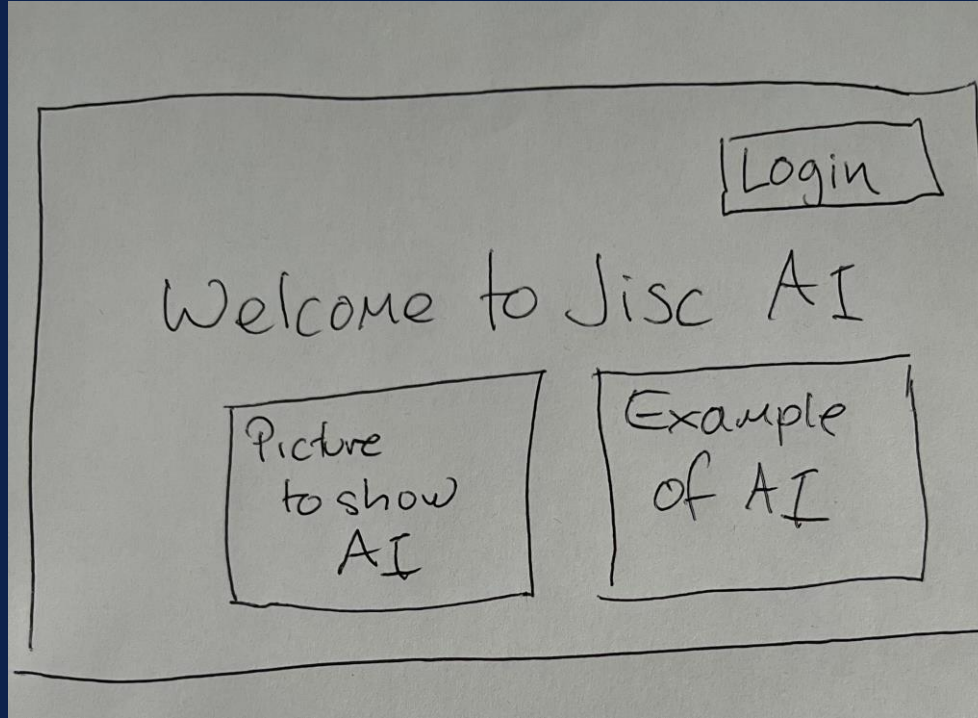 Login
Welcome to Jisc AI
Picture
to show
AI
Example
of AI